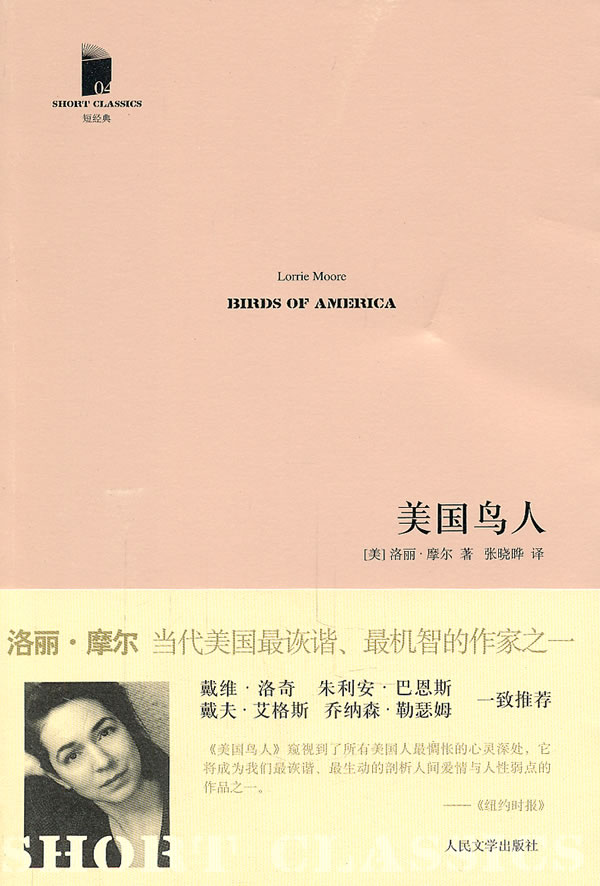 04
SHORT CLASSICS
短经典
Lorrie Moore
BIRDS OF AMERICA
美国鸟人
[美] 洛丽·摩尔 著 张晓晔 译
洛丽·摩尔 当代美国最诙谐、最机智的作家之一
戴维·洛奇 朱利安·巴恩斯
戴夫·艾格斯 乔纳森·勒瑟姆
一致推荐
《美国鸟人》窥视到了所有美国人最惆怅的心灵深处，它
将成为我们最诙谐、最生动的剖析人间爱情与人性弱点的
作品之一。
——《纽约时报》
人民文学出版社
SHORT CLASSICS